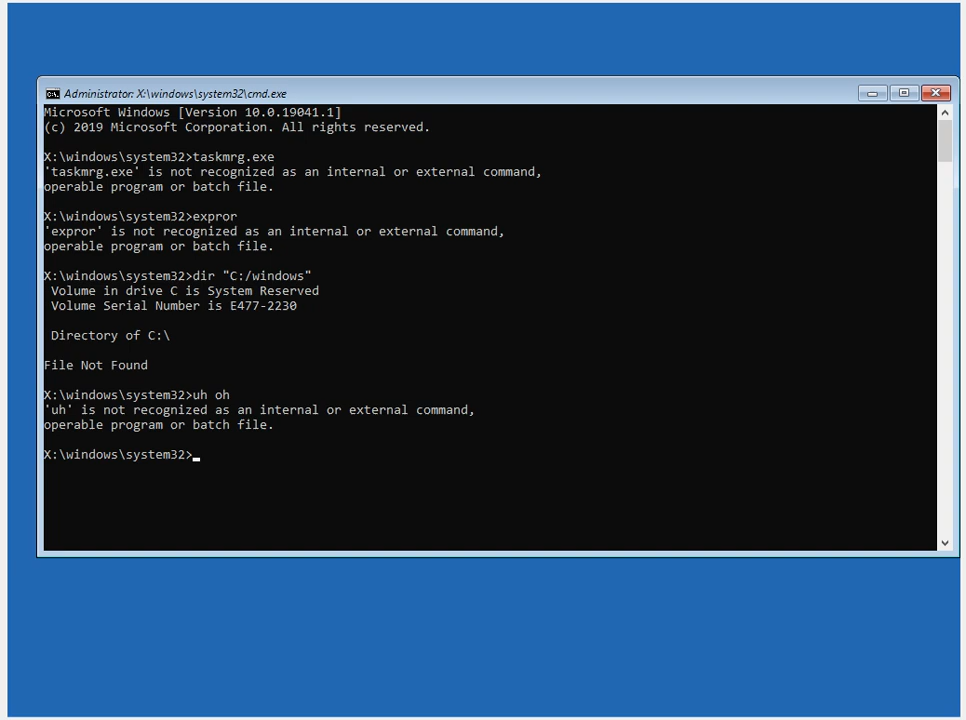 Administrator: X:\windows\system32\cmd.exe
Microsoft Windows [Version 10.0.19041.1]
(c) 2019 Microsoft Corporation. All rights reserved.
X:\windows\system32>taskmrg.exe
'taskmrg.exe' is not recognized as an internal or external command,
operable program or batch file.
X:\windows\system32>expror
'expror' is not recognized as an internal or external command,
operable program or batch file.
X:\windows\system32>dir "C:/windows"
Volume in drive C is System Reserved
Volume Serial Number is E477-2230
Directory of C:\
File Not Found
X:\windows\system32>uh oh
'uh' is not recognized as an internal or external command,
operable program or batch file.
X:\windows\system32>